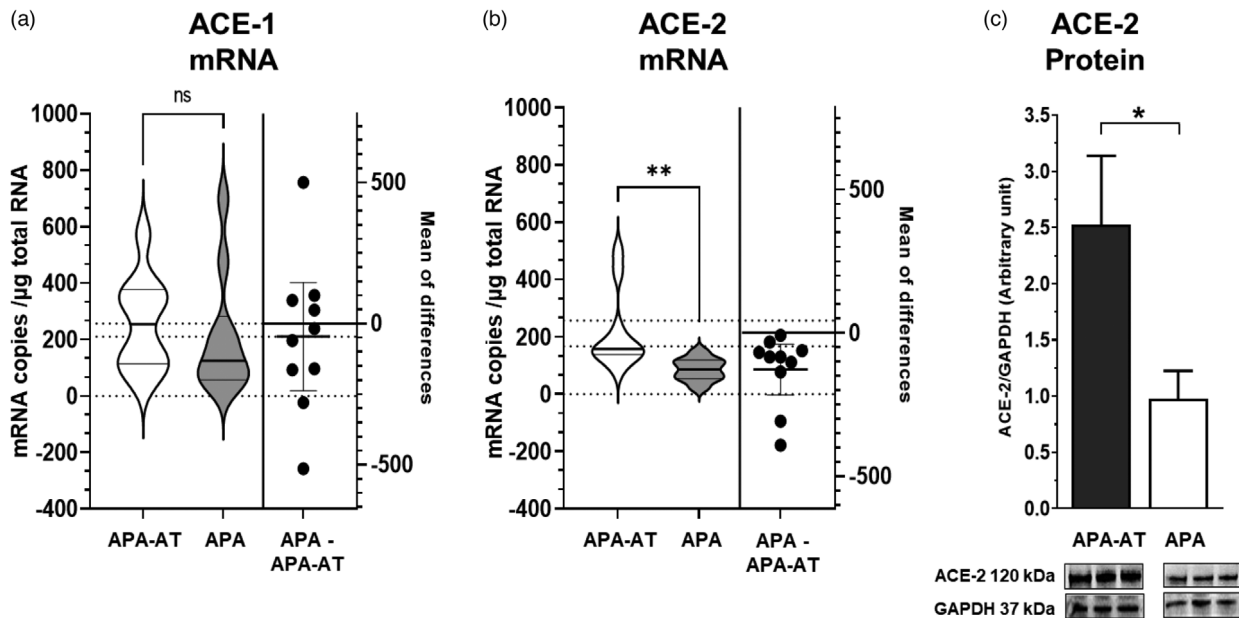 (a)
ACE-1
mRNA
ns
mRNA copies /µg total RNA
1000
800
600
400
200
0
-200
-400
500
0
-500
Mean of differences
APA-AT
APA
APA -
APA-AT
(b)
ACE-2
mRNA
**
mRNA copies /µg total RNA
1000
800
600
400
200
0
-200
-400
500
0
-500
Mean of differences
APA-AT
APA
APA -
APA-AT
(c)
ACE-2
Protein
*
ACE-2/GAPDH (Arbitrary unit)
3.5
3.0
2.5
2.0
1.5
1.0
0.5
0.0
APA-AT
APA
ACE-2 120 kDa
GAPDH 37 kDa